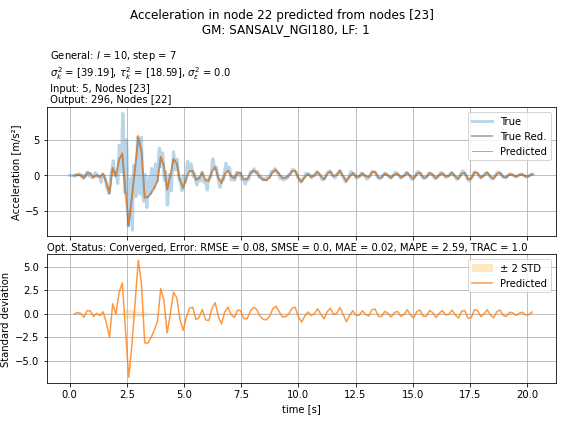 Acceleration in node 22 predicted from nodes [23]
GM: SANSALV_NGI180, LF: 1
General: l = 10, step = 7
σ²ₖ = [39.19], τ²ₖ = [18.59], σ²ε = 0.0
Input: 5, Nodes [23]
Output: 296, Nodes [22]
Acceleration [m/s²]
5
0
−5
True
True Red.
Predicted
Opt. Status: Converged, Error: RMSE = 0.08, SMSE = 0.0, MAE = 0.02, MAPE = 2.59, TRAC = 1.0
Standard deviation
5.0
2.5
0.0
−2.5
−5.0
± 2 STD
Predicted
0.0 2.5 5.0 7.5 10.0 12.5 15.0 17.5 20.0
time [s]